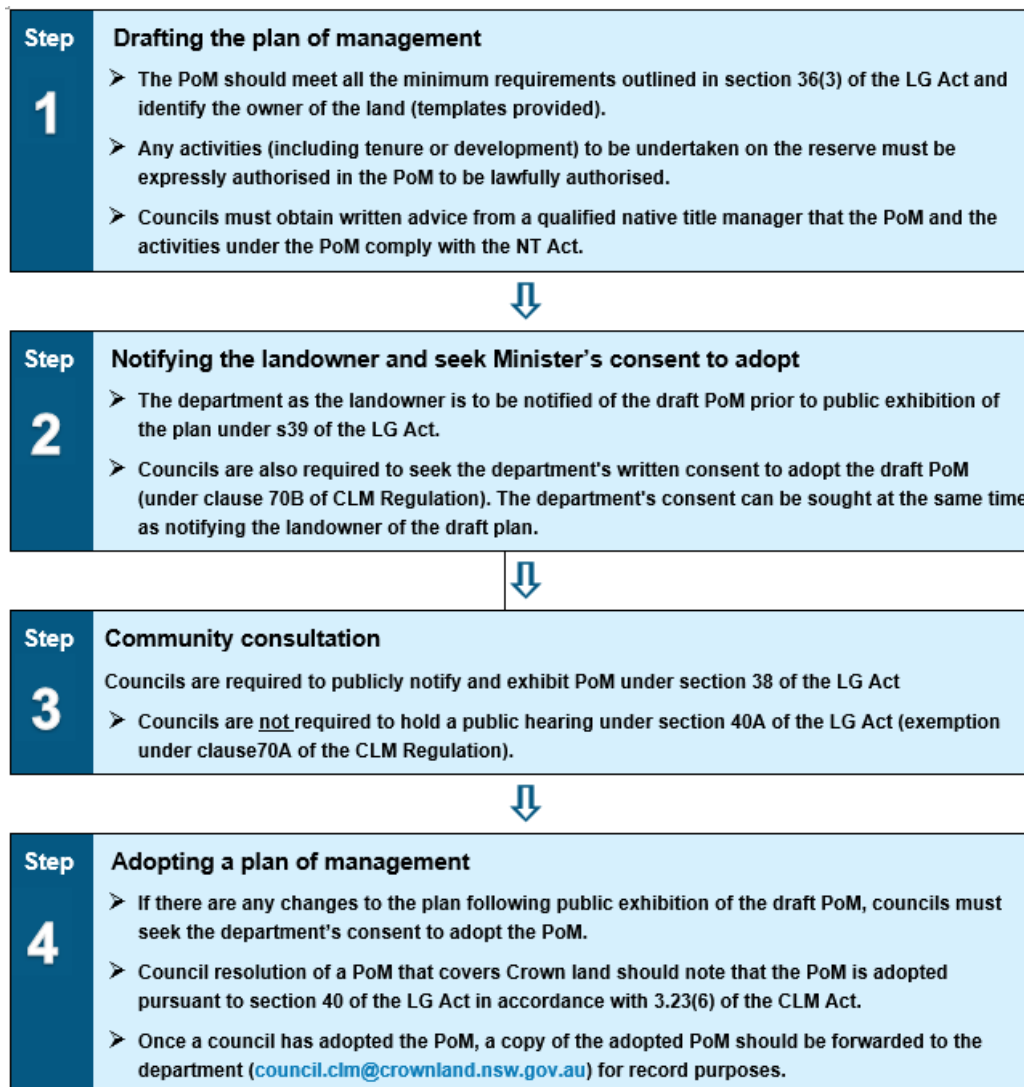 Step
1
Drafting the plan of management
➤ The PoM should meet all the minimum requirements outlined in section 36(3) of the LG Act and
identify the owner of the land (templates provided).
➤ Any activities (including tenure or development) to be undertaken on the reserve must be
expressly authorised in the PoM to be lawfully authorised.
➤ Councils must obtain written advice from a qualified native title manager that the PoM and the
activities under the PoM comply with the NT Act.
Step
2
Notifying the landowner and seek Minister's consent to adopt
➤ The department as the landowner is to be notified of the draft PoM prior to public exhibition of
the plan under s39 of the LG Act.
➤ Councils are also required to seek the department's written consent to adopt the draft PoM
(under clause 70B of CLM Regulation). The department's consent can be sought at the same time
as notifying the landowner of the draft plan.
Step
3
Community consultation
Councils are required to publicly notify and exhibit PoM under section 38 of the LG Act
➤ Councils are not required to hold a public hearing under section 40A of the LG Act (exemption
under clause70A of the CLM Regulation).
Step
4
Adopting a plan of management
➤ If there are any changes to the plan following public exhibition of the draft PoM, councils must
seek the department's consent to adopt the PoM.
➤ Council resolution of a PoM that covers Crown land should note that the PoM is adopted
pursuant to section 40 of the LG Act in accordance with 3.23(6) of the CLM Act.
➤ Once a council has adopted the PoM, a copy of the adopted PoM should be forwarded to the
department (council.clm@crownland.nsw.gov.au) for record purposes.